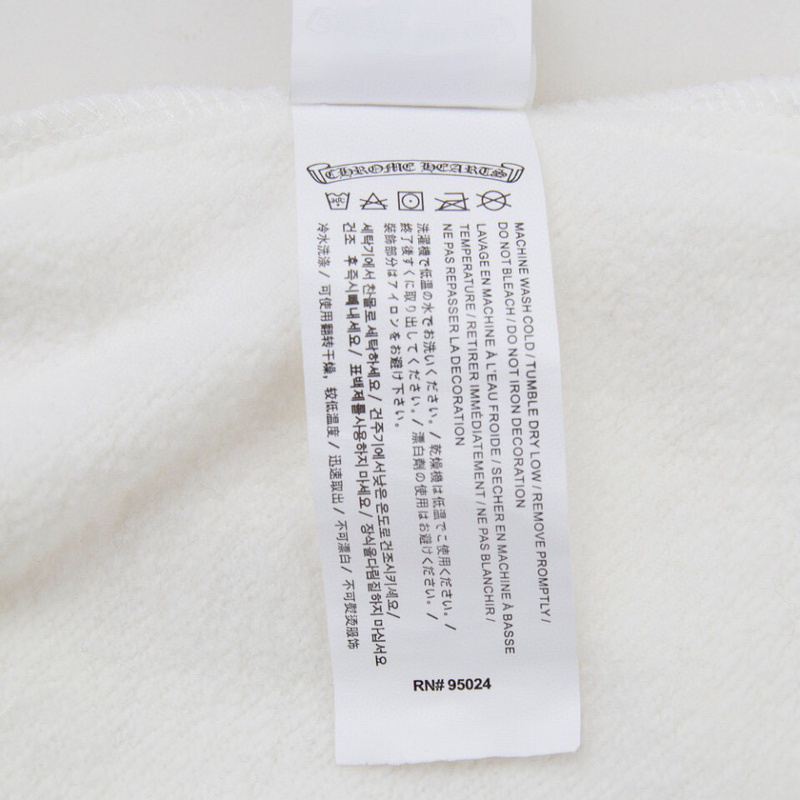 CHROME HEARTS
MACHINE WASH COLD / TUMBLE DRY LOW / REMOVE PROMPTLY /
DO NOT BLEACH / DO NOT IRON DECORATION
LAVAGE EN MACHINE À L'EAU FROIDE / SECHER EN MACHINE À BASSE
TEMPERATURE / RETIRER IMMÉDIATEMENT / NE PAS BLANCHIR /
NE PAS REPASSER LA DECORATION
洗濯機で低温の水でお洗いください。/ 乾燥機は低温でご使用ください。/
終了後すぐに取り出してください。/ 漂白剤の使用はお避けください。/
装飾部分はアイロンをお避け下さい。
세탁기에서 찬물로 세탁하세요 / 건주기에서낮은 온도로 건조시키세요 /
건조 후 즉시빼내세요 / 표백제를사용하지 마세요 / 장식을다림질하지 마십서요
冷水洗涤 / 可使用翻转干燥，较低温度 / 迅速取出 / 不可漂白 / 不可熨烫服饰
RN# 95024